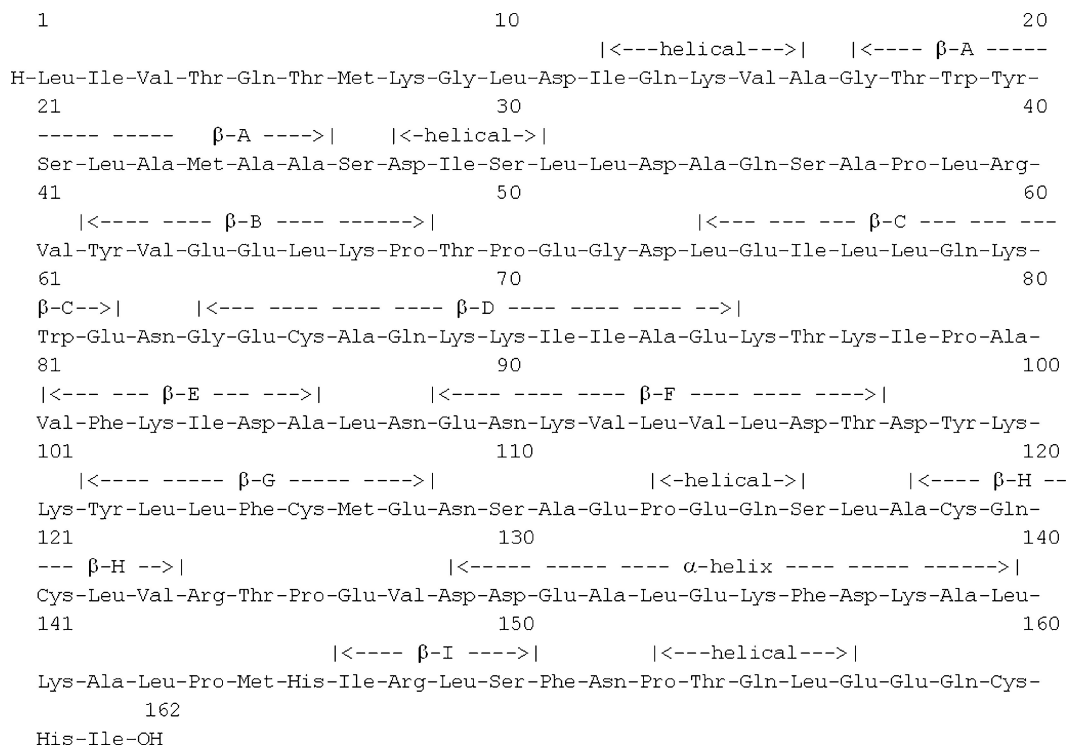 1 10 20
|<---helical--->| |<---- β-A -----
H-Leu-Ile-Val-Thr-Gln-Thr-Met-Lys-Gly-Leu-Asp-Ile-Gln-Lys-Val-Ala-Gly-Thr-Trp-Tyr-
21 30 40
----- ----- β-A ---->| |<-helical->|
Ser-Leu-Ala-Met-Ala-Ala-Ser-Asp-Ile-Ser-Leu-Leu-Asp-Ala-Gln-Ser-Ala-Pro-Leu-Arg-
41 50 60
|<---- ---- β-B ---- ------>| |<--- --- --- β-C --- --- ---
Val-Tyr-Val-Glu-Glu-Leu-Lys-Pro-Thr-Pro-Glu-Gly-Asp-Leu-Glu-Ile-Leu-Leu-Gln-Lys-
61 70 80
β-C-->| |<--- ---- ---- ---- β-D ---- ---- ---- -->|
Trp-Glu-Asn-Gly-Glu-Cys-Ala-Gln-Lys-Lys-Ile-Ile-Ala-Glu-Lys-Thr-Lys-Ile-Pro-Ala-
81 90 100
|<--- --- β-E --- --->| |<---- ---- ---- β-F ---- ---- ---->|
Val-Phe-Lys-Ile-Asp-Ala-Leu-Asn-Glu-Asn-Lys-Val-Leu-Val-Leu-Asp-Thr-Asp-Tyr-Lys-
101 110 120
|<---- ---- β-G ----- ---->| |<-helical->| |<---- β-H --
Lys-Tyr-Leu-Leu-Phe-Cys-Met-Glu-Asn-Ser-Ala-Glu-Pro-Glu-Gln-Ser-Leu-Ala-Cys-Gln-
121 130 140
--- β-H -->| |<---- ----- ---- α-helix ---- ----- ------>|
Cys-Leu-Val-Arg-Thr-Pro-Glu-Val-Asp-Asp-Glu-Ala-Leu-Glu-Lys-Phe-Asp-Lys-Ala-Leu-
141 150 160
|<---- β-I ---->| |<---helical--->|
Lys-Ala-Leu-Pro-Met-His-Ile-Arg-Leu-Ser-Phe-Asn-Pro-Thr-Gln-Leu-Glu-Glu-Gln-Cys-
162
His-Ile-OH